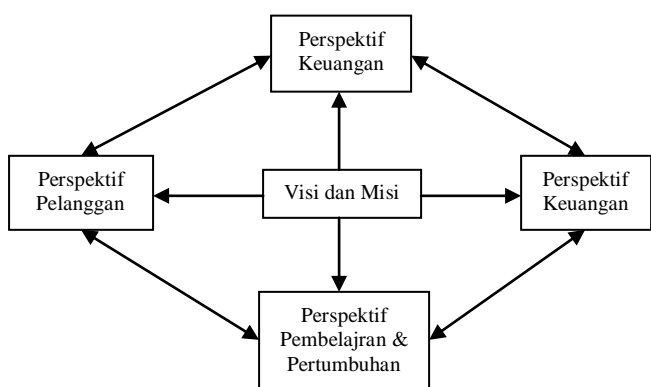 Perspektif
Keuangan
Perspektif
Pelanggan
Visi dan Misi
Perspektif
Keuangan
Perspektif
Pembelajran &
Pertumbuhan